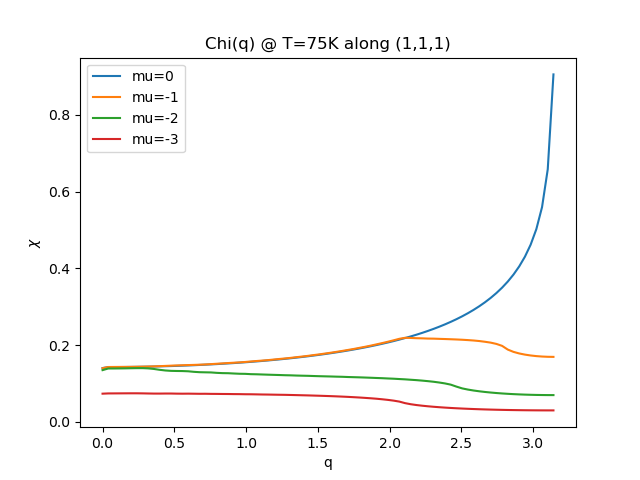 Chi(q) @ T=75K along (1,1,1)
mu=0
mu=-1
mu=-2
mu=-3
0.8
0.6
0.4
0.2
0.0
χ
0.0 0.5 1.0 1.5 2.0 2.5 3.0
q